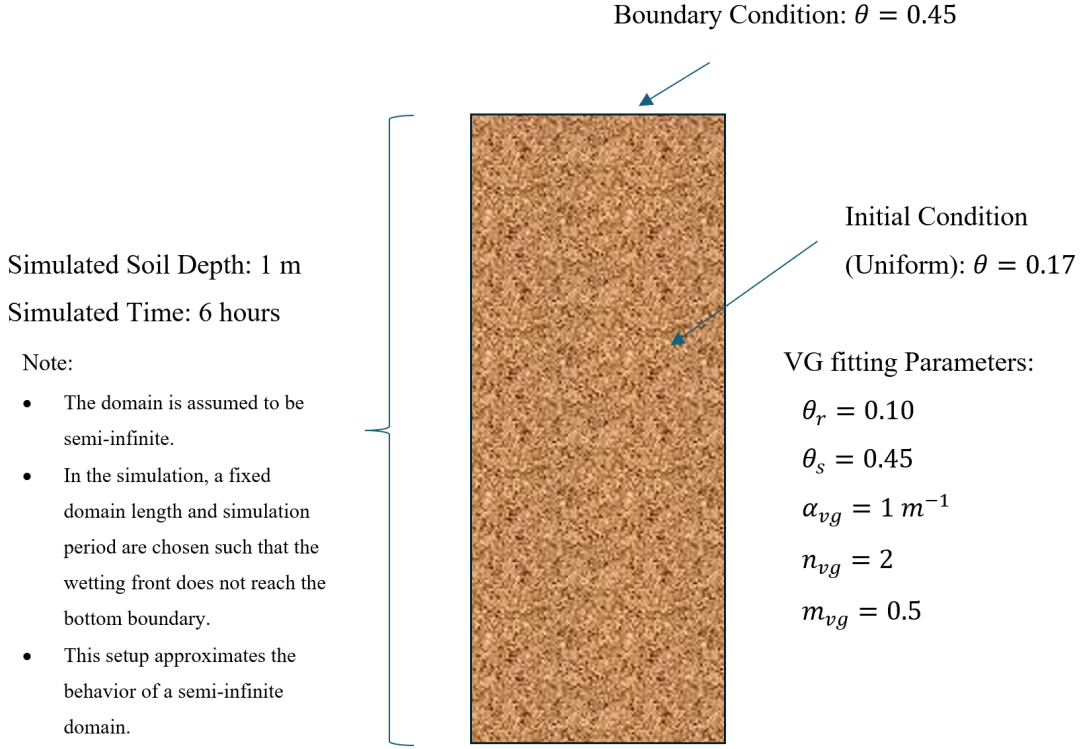 Boundary Condition: θ = 0.45
Initial Condition
(Uniform): θ = 0.17
Simulated Soil Depth: 1 m
Simulated Time: 6 hours
Note:
• The domain is assumed to be
semi-infinite.
• In the simulation, a fixed
domain length and simulation
period are chosen such that the
wetting front does not reach the
bottom boundary.
• This setup approximates the
behavior of a semi-infinite
domain.
VG fitting Parameters:
θᵣ = 0.10
θₛ = 0.45
α_vg = 1 m⁻¹
n_vg = 2
m_vg = 0.5